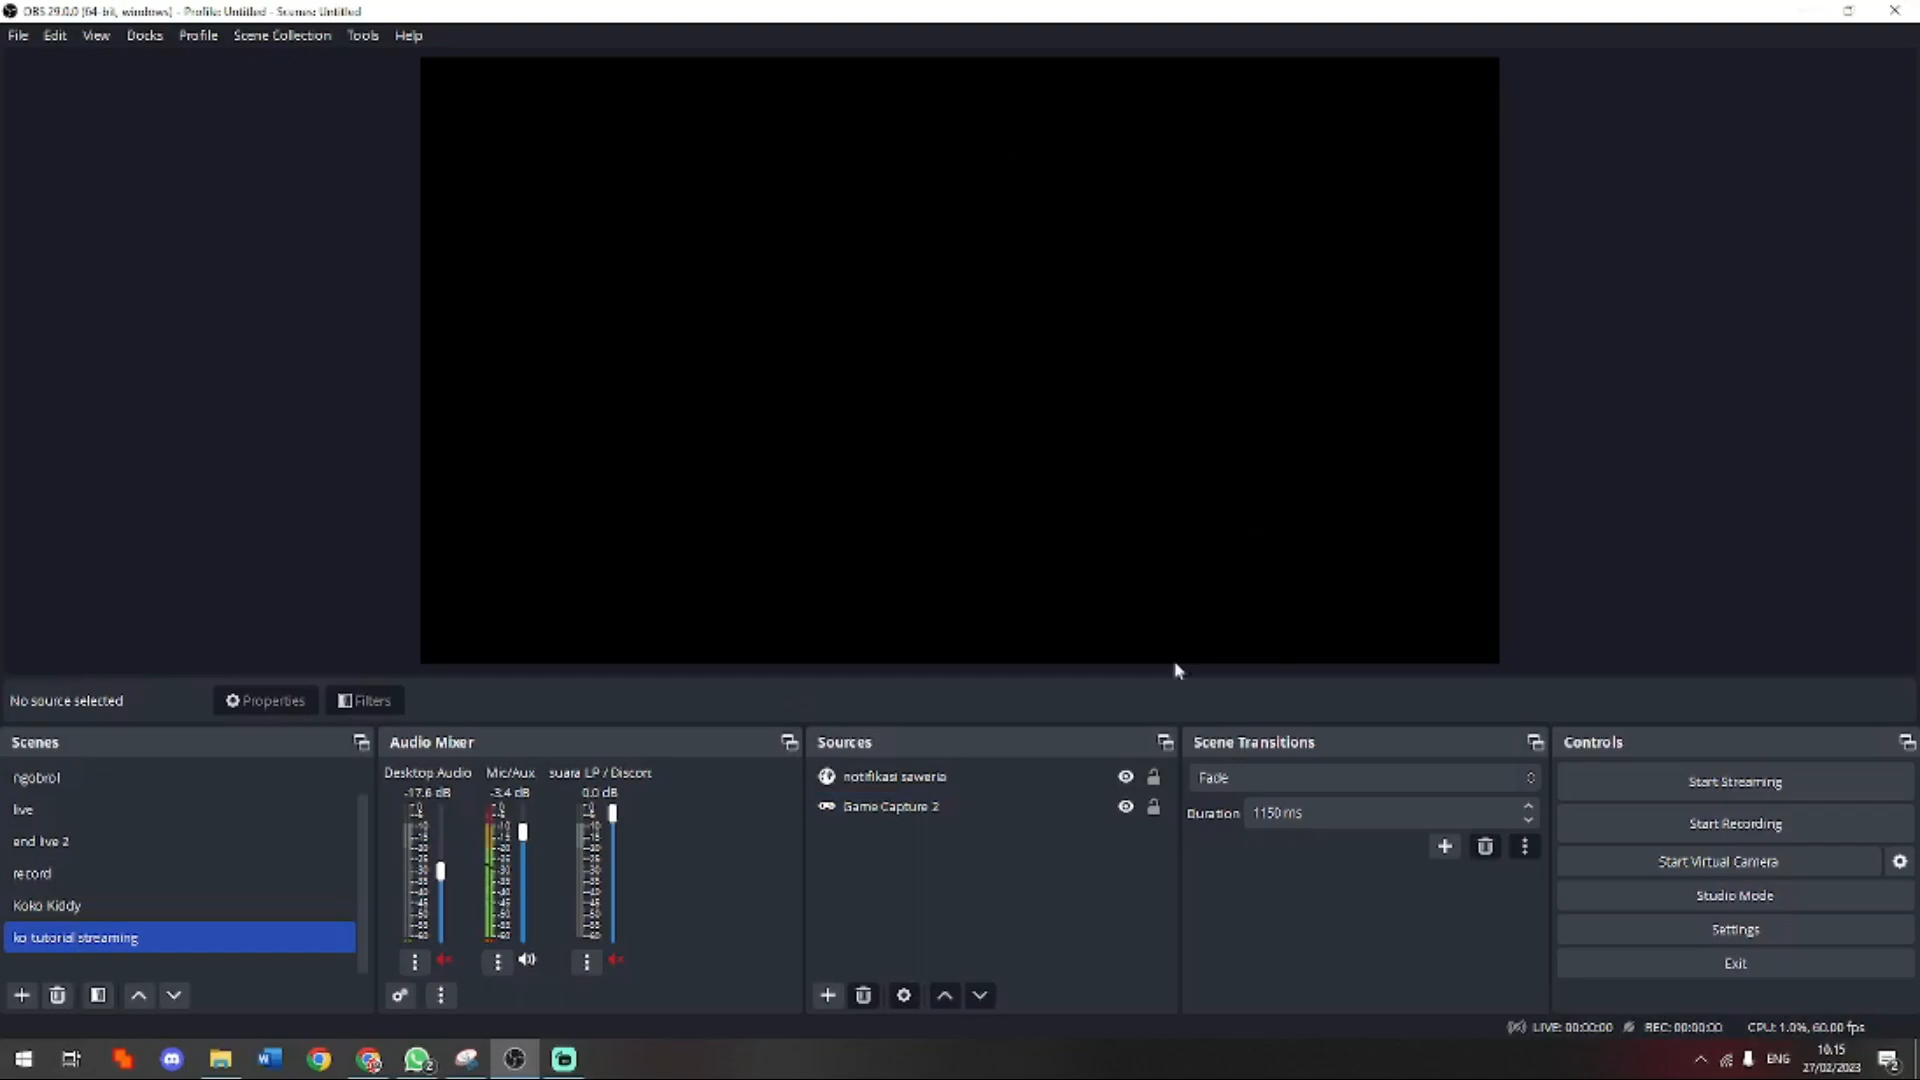 OBS 29.0.0 (64-bit, windows) - Profile: Untitled - Scenes: Untitled
File Edit View Docks Profile Scene Collection Tools Help
No source selected Properties Filters
Scenes
ngobrol
live
end live 2
record
Koko Kiddy
ko tutorial streaming
Audio Mixer
Desktop Audio Mic/Aux suara LP / Discort
-17.6 dB -3.4 dB 0.0 dB
Sources
notifikasi saweria
Game Capture 2
Scene Transitions
Fade
Duration 1150 ms
Controls
Start Streaming
Start Recording
Start Virtual Camera
Studio Mode
Settings
Exit
LIVE: 00:00:00 REC: 00:00:00 CPU: 1.0%, 60.00 fps
ENG
10.15
27/02/2023